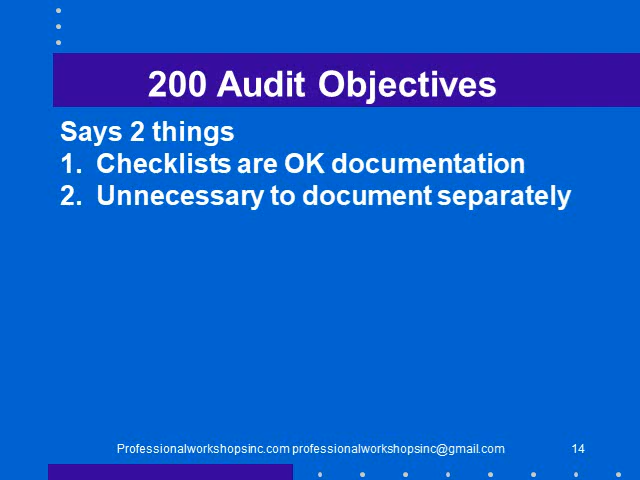 200 Audit Objectives
Says 2 things
1. Checklists are OK documentation
2. Unnecessary to document separately
Professionalworkshopsinc.com professionalworkshopsinc@gmail.com 14